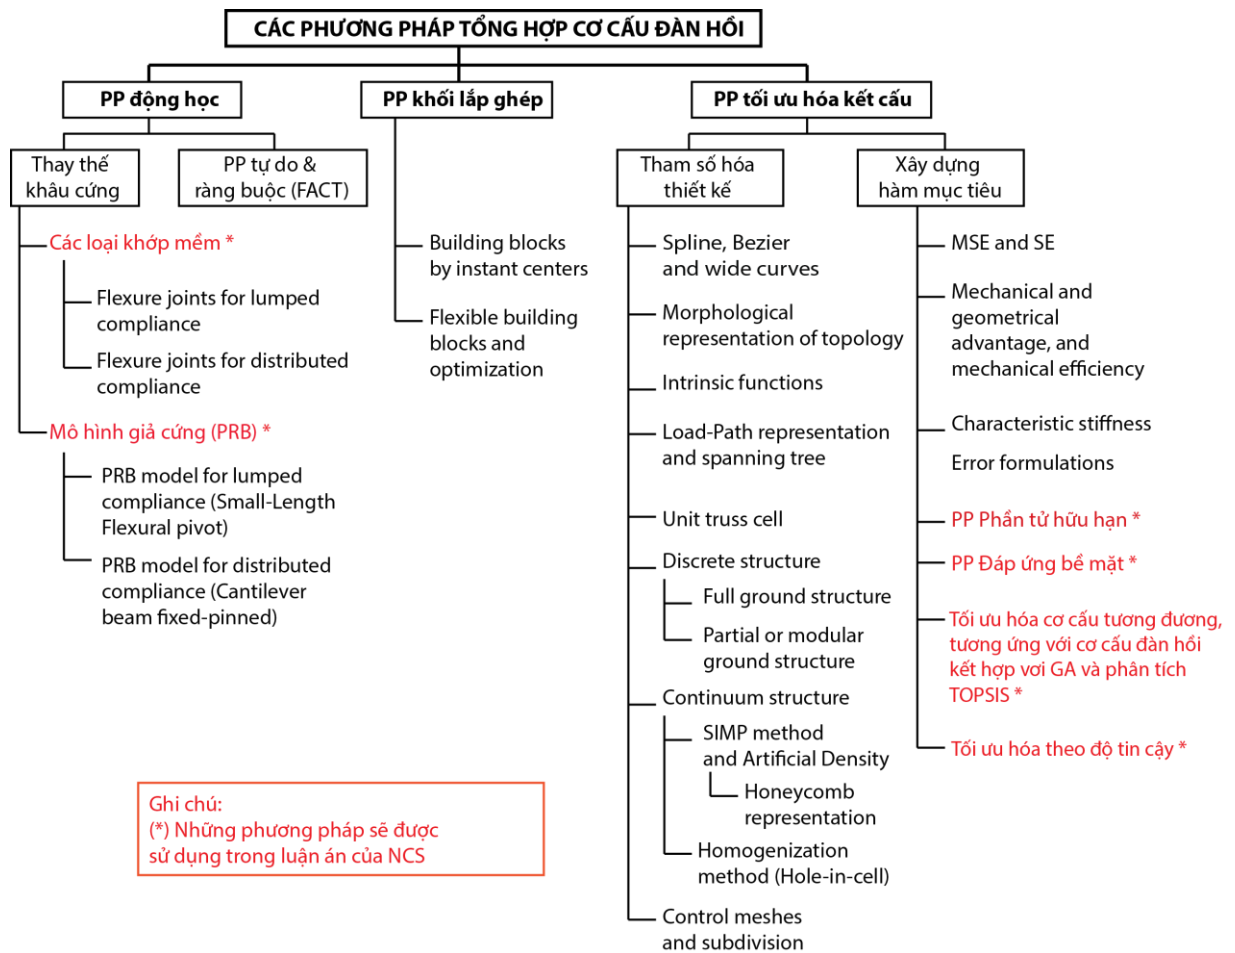 CÁC PHƯƠNG PHÁP TỔNG HỢP CƠ CẤU ĐÀN HỒI
PP động học
PP khối lắp ghép
PP tối ưu hóa kết cấu
Thay thế
khâu cứng
PP tự do &
ràng buộc (FACT)
Tham số hóa
thiết kế
Xây dựng
hàm mục tiêu
Các loại khớp mềm *
Flexure joints for lumped
compliance
Flexure joints for distributed
compliance
Mô hình giả cứng (PRB) *
PRB model for lumped
compliance (Small-Length
Flexural pivot)
PRB model for distributed
compliance (Cantilever
beam fixed-pinned)
Building blocks
by instant centers
Flexible building
blocks and
optimization
Spline, Bezier
and wide curves
Morphological
representation of topology
Intrinsic functions
Load-Path representation
and spanning tree
Unit truss cell
Discrete structure
Full ground structure
Partial or modular
ground structure
Continuum structure
SIMP method
and Artificial Density
Honeycomb
representation
Homogenization
method (Hole-in-cell)
Control meshes
and subdivision
MSE and SE
Mechanical and
geometrical
advantage, and
mechanical efficiency
Characteristic stiffness
Error formulations
PP Phần tử hữu hạn *
PP Đáp ứng bề mặt *
Tối ưu hóa cơ cấu tương đương,
tương ứng với cơ cấu đàn hồi
kết hợp vơi GA và phân tích
TOPSIS *
Tối ưu hóa theo độ tin cậy *
Ghi chú:
(*) Những phương pháp sẽ được
sử dụng trong luận án của NCS